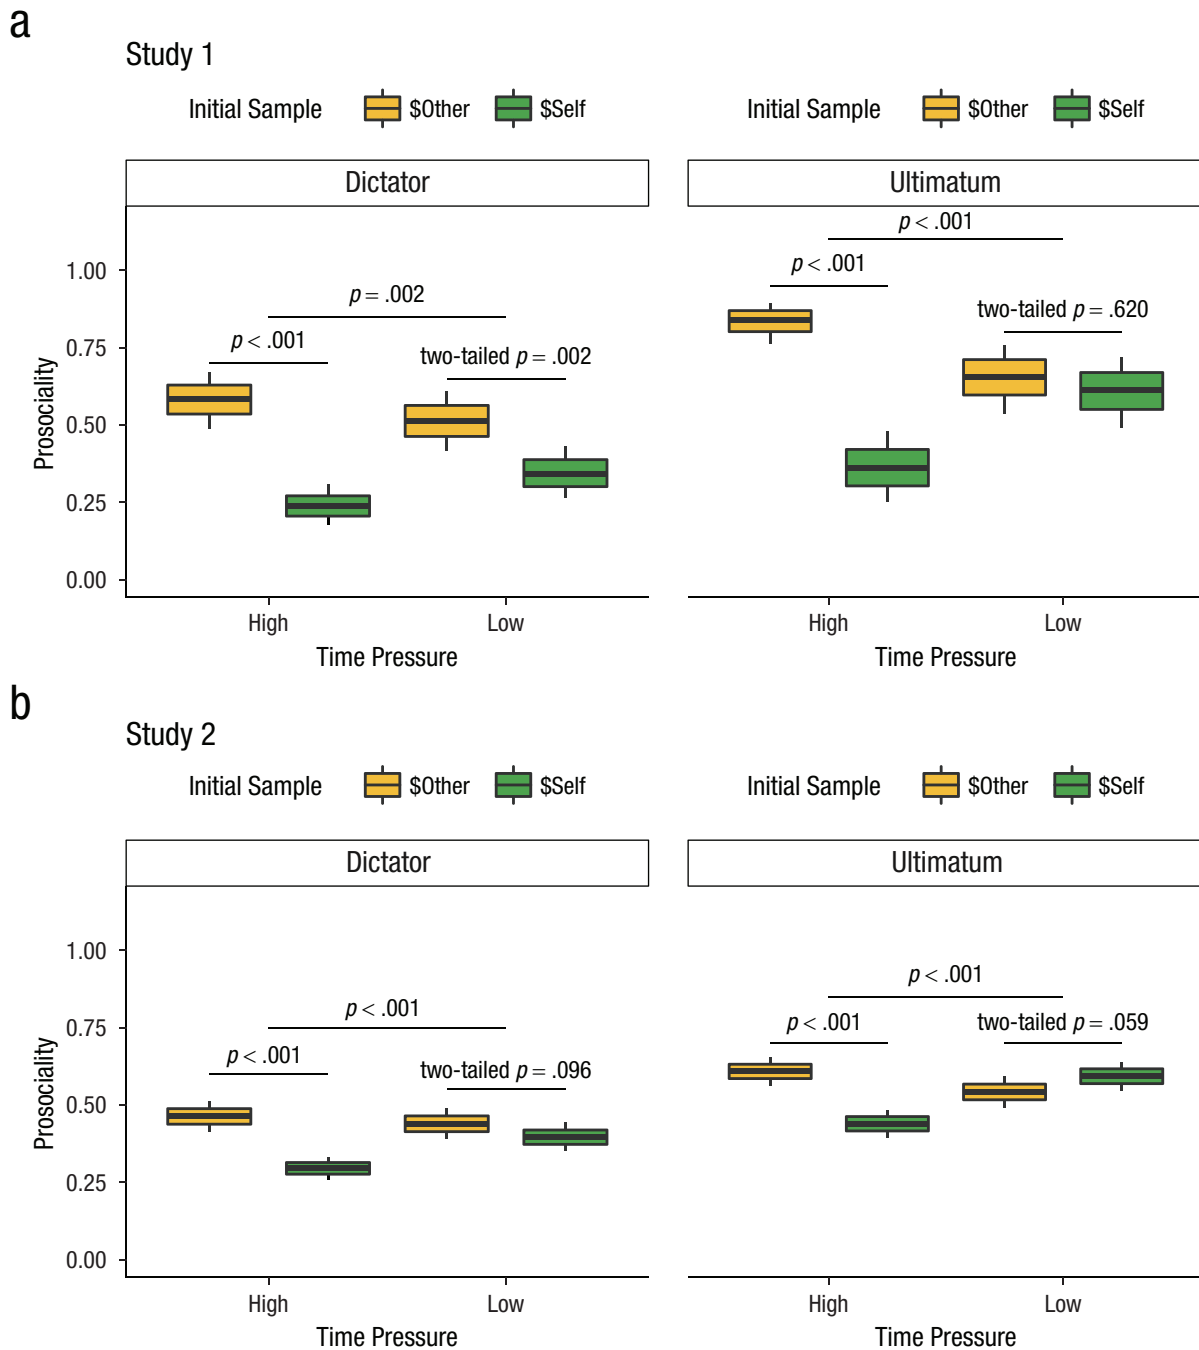 a
Study 1
Initial Sample $Other $Self
Initial Sample $Other $Self
Dictator
Ultimatum
Prosociality
1.00
0.75
0.50
0.25
0.00
p = .002
p < .001
two-tailed p = .002
p < .001
p < .001
two-tailed p = .620
High Low
Time Pressure
High Low
Time Pressure
b
Study 2
Initial Sample $Other $Self
Initial Sample $Other $Self
Dictator
Ultimatum
Prosociality
1.00
0.75
0.50
0.25
0.00
p < .001
p < .001
two-tailed p = .096
p < .001
p < .001
two-tailed p = .059
High Low
Time Pressure
High Low
Time Pressure